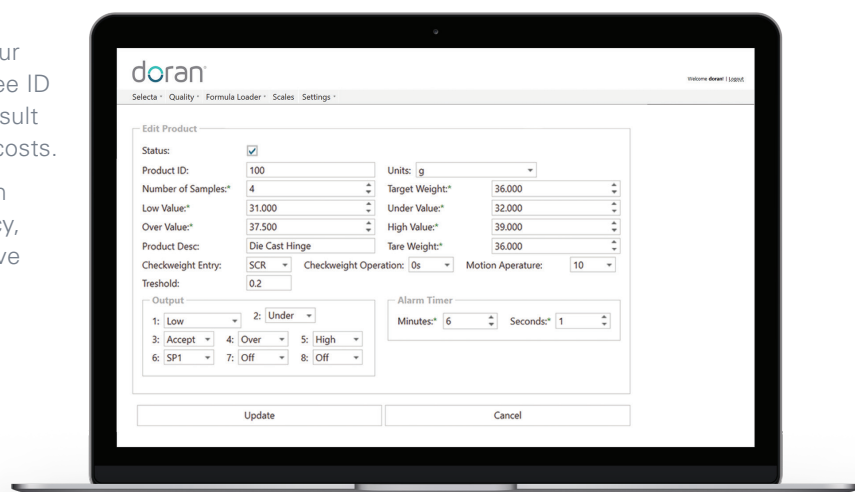 ur
ee ID
sult
costs.
n
cy,
ve
doran
Welcome doran! | Logout
Selecta Quality Formula Loader Scales Settings
Edit Product
Status:
Product ID: 100 Units: g
Number of Samples:* 4 Target Weight:* 36.000
Low Value:* 31.000 Under Value:* 32.000
Over Value:* 37.500 High Value:* 39.000
Product Desc: Die Cast Hinge Tare Weight:* 36.000
Checkweight Entry: SCR Checkweight Operation: 0s Motion Aperature: 10
Treshold: 0.2
Output
1: Low 2: Under
3: Accept 4: Over 5: High
6: SP1 7: Off 8: Off
Alarm Timer
Minutes:* 6 Seconds:* 1
Update Cancel